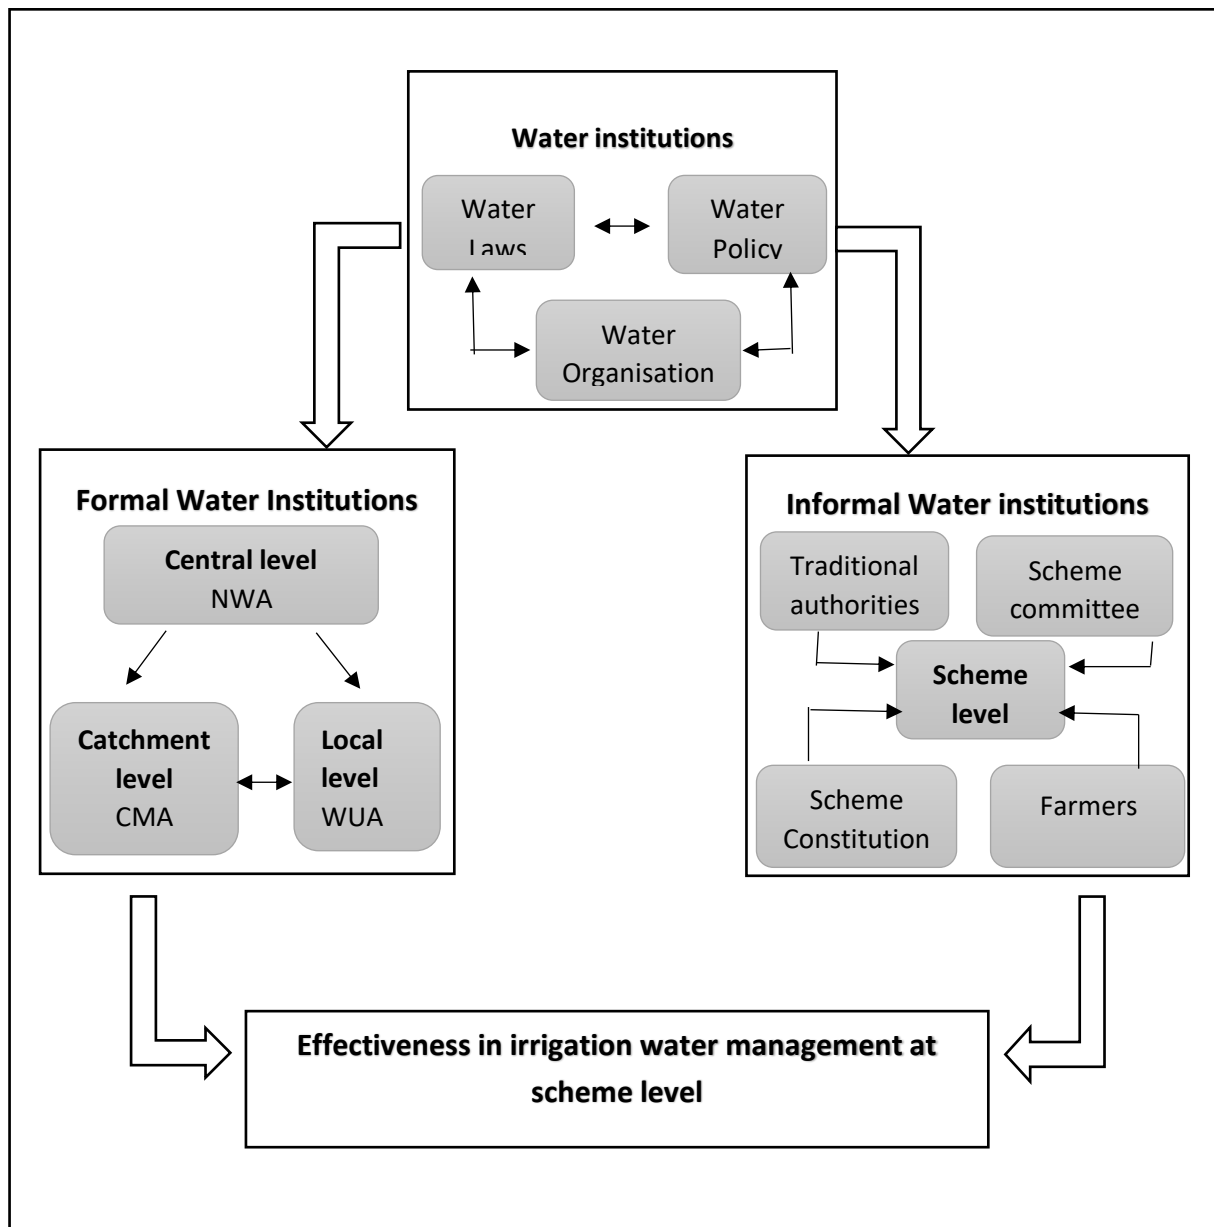 Water institutions
Water
Laws
Water
Policy
Water
Organisation
Formal Water Institutions
Central level
NWA
Catchment
level
CMA
Local
level
WUA
Informal Water institutions
Traditional
authorities
Scheme
committee
Scheme
level
Scheme
Constitution
Farmers
Effectiveness in irrigation water management at
scheme level